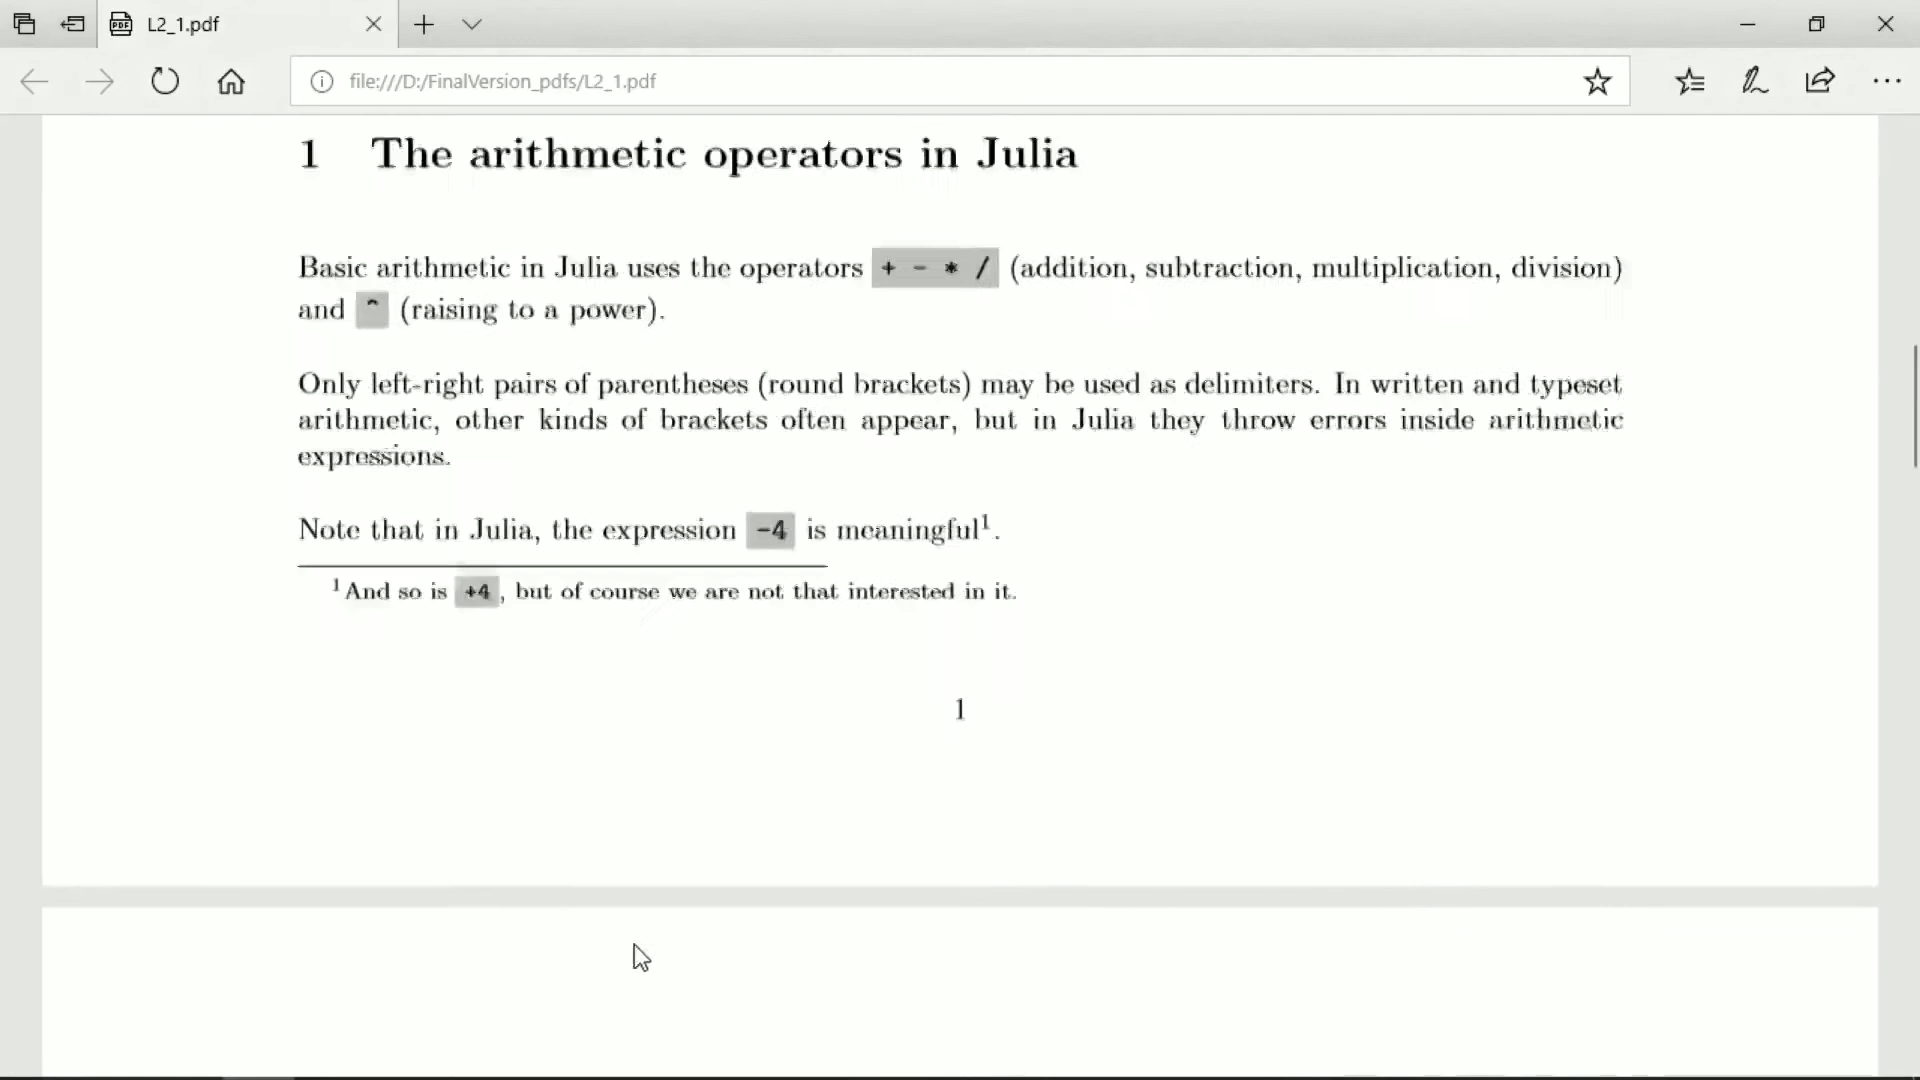 L2_1.pdf
file:///D:/FinalVersion_pdfs/L2_1.pdf
1 The arithmetic operators in Julia
Basic arithmetic in Julia uses the operators + - * / (addition, subtraction, multiplication, division)
and ^ (raising to a power).
Only left-right pairs of parentheses (round brackets) may be used as delimiters. In written and typeset
arithmetic, other kinds of brackets often appear, but in Julia they throw errors inside arithmetic
expressions.
Note that in Julia, the expression -4 is meaningful¹.
¹And so is +4, but of course we are not that interested in it.
1